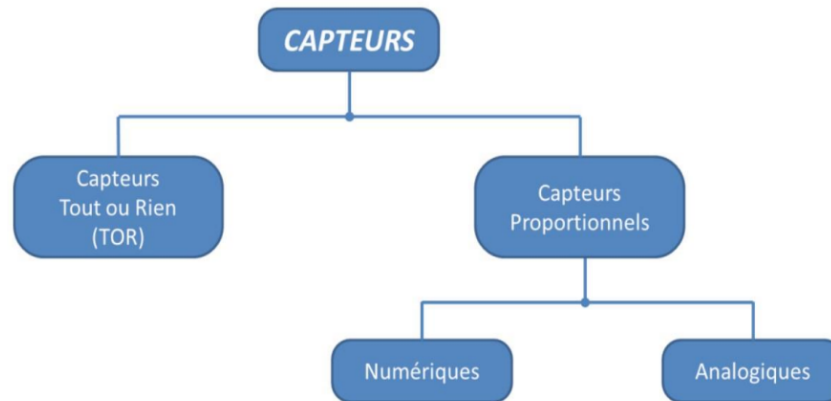 CAPTEURS
Capteurs
Tout ou Rien
(TOR)
Capteurs
Proportionnels
Numériques
Analogiques